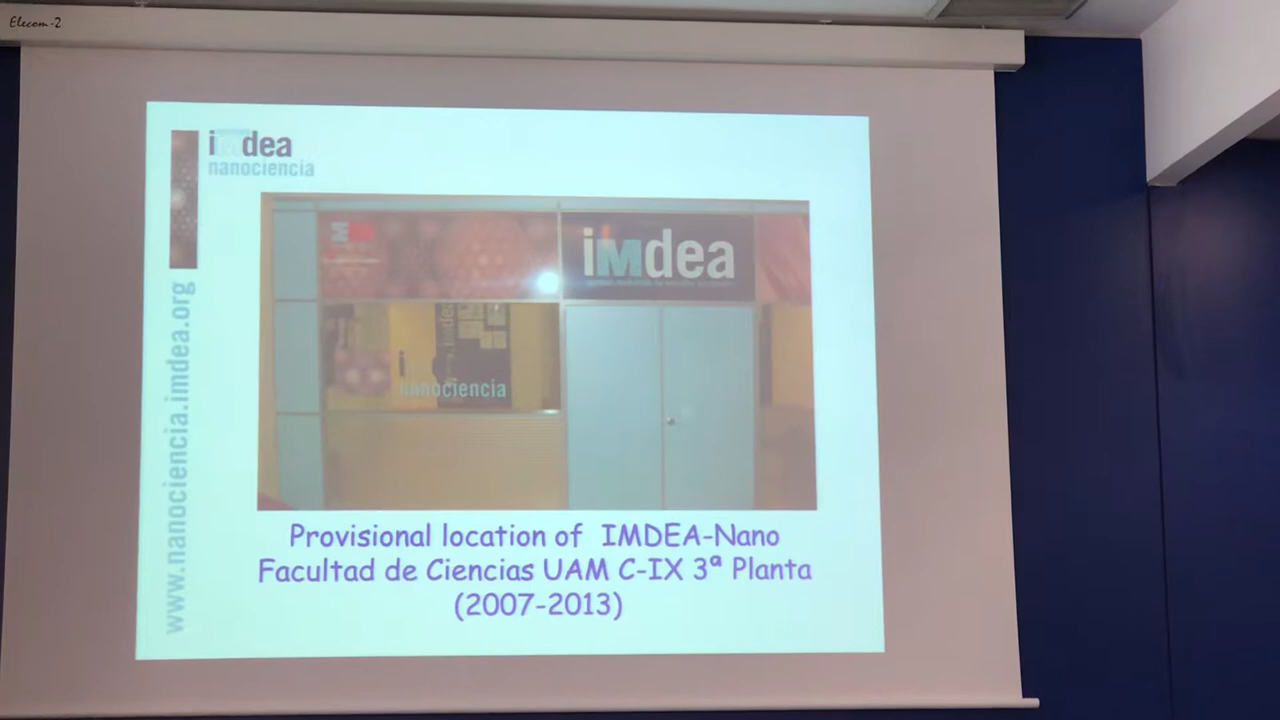 Elecom-2
imdea
nanociencia
www.nanociencia.imdea.org
imdea
nanociencia
Provisional location of IMDEA-Nano
Facultad de Ciencias UAM C-IX 3ª Planta
(2007-2013)